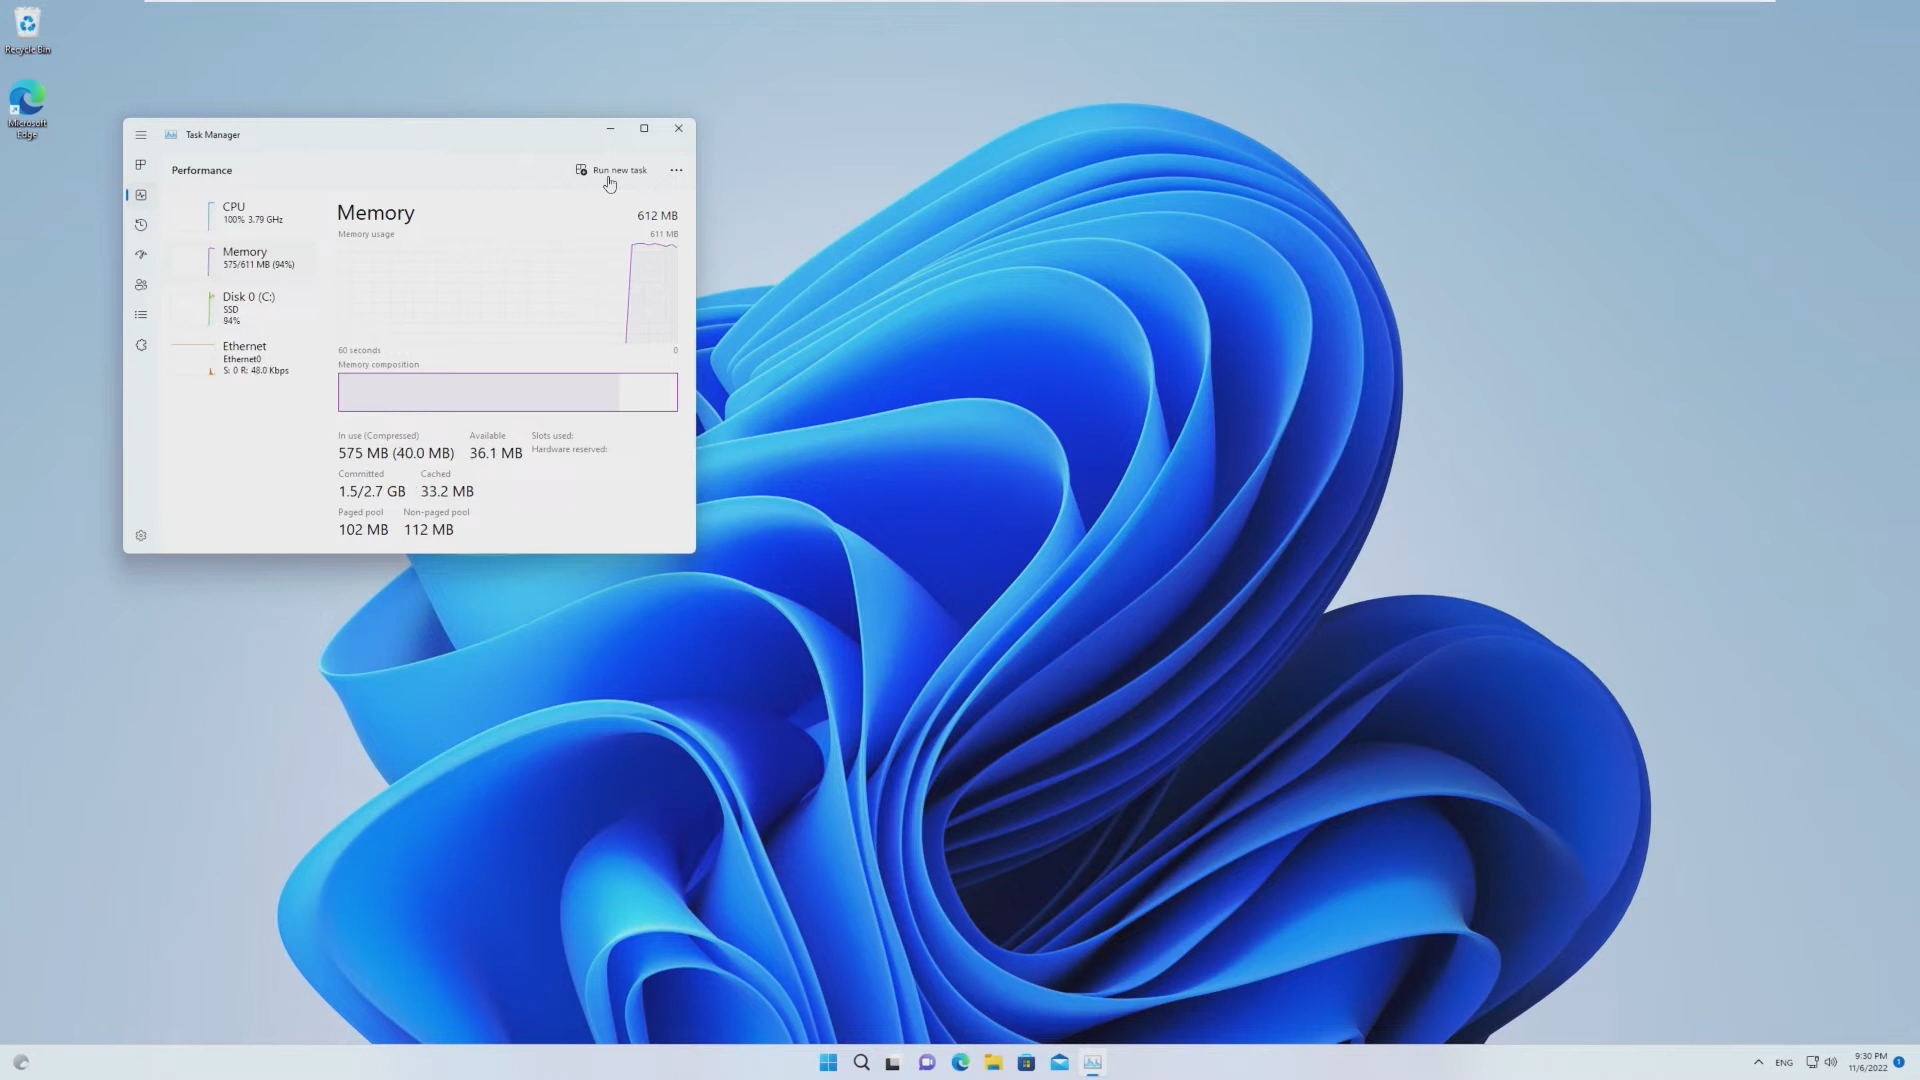 Recycle Bin
Microsoft
Edge
Task Manager
Performance
Run new task
CPU
100% 3.79 GHz
Memory
575/611 MB (94%)
Disk 0 (C:)
SSD
94%
Ethernet
Ethernet0
S: 0 R: 48.0 Kbps
Memory
612 MB
Memory usage
611 MB
60 seconds
0
Memory composition
In use (Compressed)
575 MB (40.0 MB)
Available
36.1 MB
Slots used:
Hardware reserved:
Committed
1.5/2.7 GB
Cached
33.2 MB
Paged pool
102 MB
Non-paged pool
112 MB
ENG
9:30 PM
11/6/2022
1